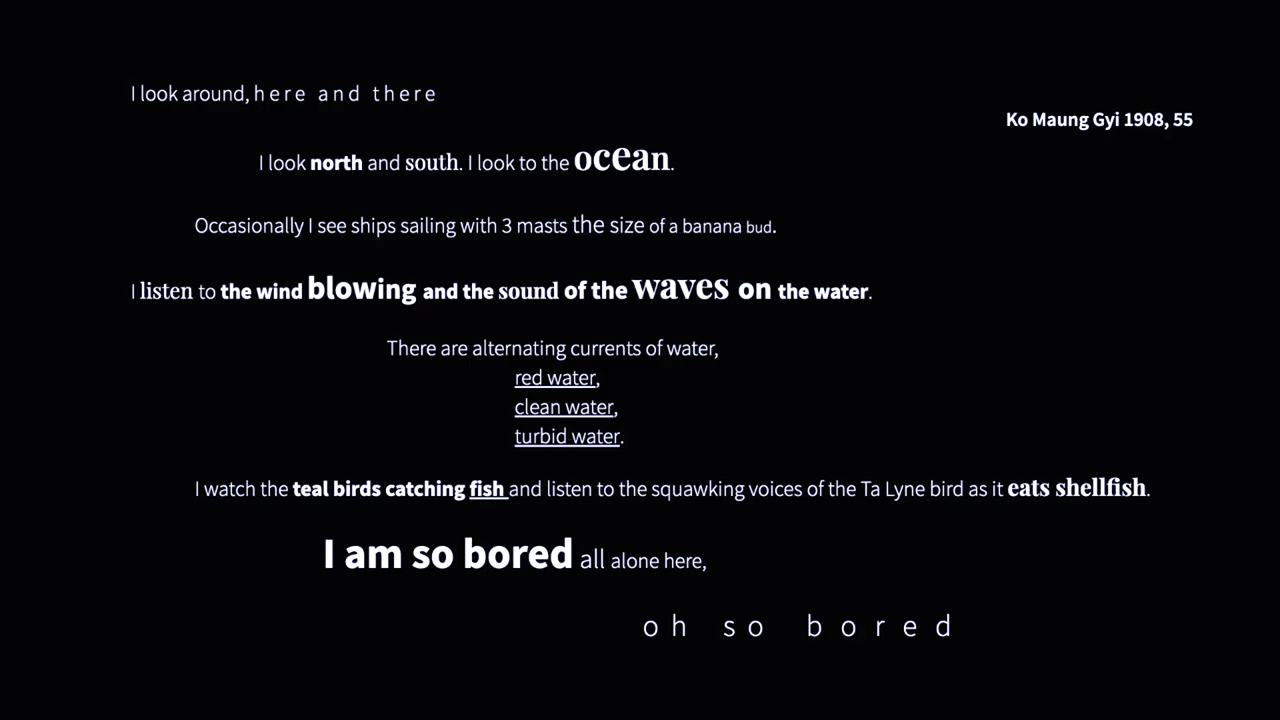 I look around, here and there
Ko Maung Gyi 1908, 55
I look north and south. I look to the ocean.
Occasionally I see ships sailing with 3 masts the size of a banana bud.
I listen to the wind blowing and the sound of the waves on the water.
There are alternating currents of water,
red water,
clean water,
turbid water.
I watch the teal birds catching fish and listen to the squawking voices of the Ta Lyne bird as it eats shellfish.
I am so bored all alone here,
oh so bored